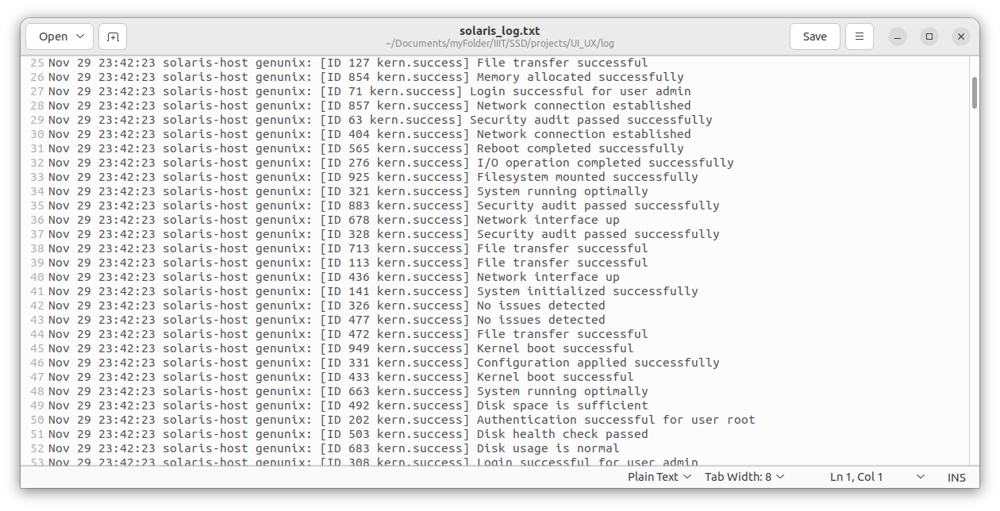 Open
solaris_log.txt
~/Documents/myFolder/IIIT/SSD/projects/UI_UX/log
Save
25 Nov 29 23:42:23 solaris-host genunix: [ID 127 kern.success] File transfer successful
26 Nov 29 23:42:23 solaris-host genunix: [ID 854 kern.success] Memory allocated successfully
27 Nov 29 23:42:23 solaris-host genunix: [ID 71 kern.success] Login successful for user admin
28 Nov 29 23:42:23 solaris-host genunix: [ID 857 kern.success] Network connection established
29 Nov 29 23:42:23 solaris-host genunix: [ID 63 kern.success] Security audit passed successfully
30 Nov 29 23:42:23 solaris-host genunix: [ID 404 kern.success] Network connection established
31 Nov 29 23:42:23 solaris-host genunix: [ID 565 kern.success] Reboot completed successfully
32 Nov 29 23:42:23 solaris-host genunix: [ID 276 kern.success] I/O operation completed successfully
33 Nov 29 23:42:23 solaris-host genunix: [ID 925 kern.success] Filesystem mounted successfully
34 Nov 29 23:42:23 solaris-host genunix: [ID 321 kern.success] System running optimally
35 Nov 29 23:42:23 solaris-host genunix: [ID 883 kern.success] Security audit passed successfully
36 Nov 29 23:42:23 solaris-host genunix: [ID 678 kern.success] Network interface up
37 Nov 29 23:42:23 solaris-host genunix: [ID 328 kern.success] Security audit passed successfully
38 Nov 29 23:42:23 solaris-host genunix: [ID 713 kern.success] File transfer successful
39 Nov 29 23:42:23 solaris-host genunix: [ID 113 kern.success] File transfer successful
40 Nov 29 23:42:23 solaris-host genunix: [ID 436 kern.success] Network interface up
41 Nov 29 23:42:23 solaris-host genunix: [ID 141 kern.success] System initialized successfully
42 Nov 29 23:42:23 solaris-host genunix: [ID 326 kern.success] No issues detected
43 Nov 29 23:42:23 solaris-host genunix: [ID 477 kern.success] No issues detected
44 Nov 29 23:42:23 solaris-host genunix: [ID 472 kern.success] File transfer successful
45 Nov 29 23:42:23 solaris-host genunix: [ID 949 kern.success] Kernel boot successful
46 Nov 29 23:42:23 solaris-host genunix: [ID 331 kern.success] Configuration applied successfully
47 Nov 29 23:42:23 solaris-host genunix: [ID 433 kern.success] Kernel boot successful
48 Nov 29 23:42:23 solaris-host genunix: [ID 663 kern.success] System running optimally
49 Nov 29 23:42:23 solaris-host genunix: [ID 492 kern.success] Disk space is sufficient
50 Nov 29 23:42:23 solaris-host genunix: [ID 202 kern.success] Authentication successful for user root
51 Nov 29 23:42:23 solaris-host genunix: [ID 503 kern.success] Disk health check passed
52 Nov 29 23:42:23 solaris-host genunix: [ID 683 kern.success] Disk usage is normal
53 Nov 29 23:42:23 solaris-host genunix: [ID 308 kern.success] Login successful for user admin
Plain Text Tab Width: 8 Ln 1, Col 1 INS